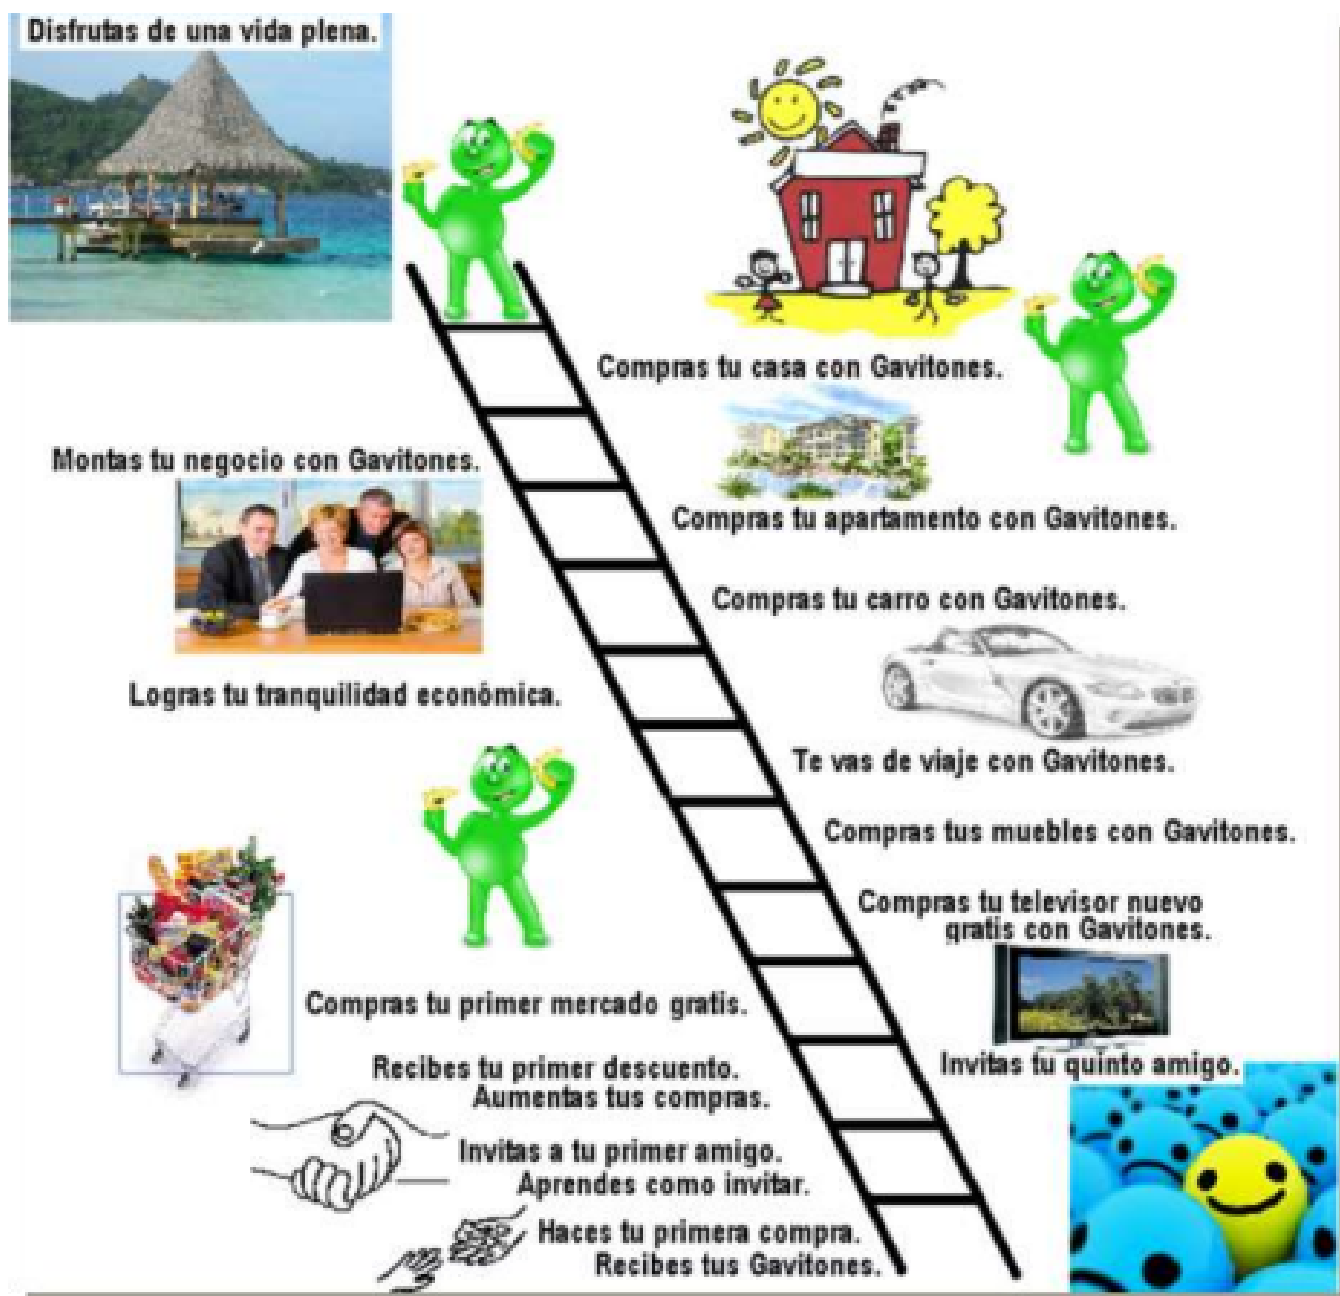 Disfrutas de una vida plena.
Compras tu casa con Gavitones.
Montas tu negocio con Gavitones.
Compras tu apartamento con Gavitones.
Compras tu carro con Gavitones.
Logras tu tranquilidad económica.
Te vas de viaje con Gavitones.
Compras tus muebles con Gavitones.
Compras tu televisor nuevo
gratis con Gavitones.
Compras tu primer mercado gratis.
Invitas tu quinto amigo.
Recibes tu primer descuento.
Aumentas tus compras.
Invitas a tu primer amigo.
Aprendes como invitar.
Haces tu primera compra.
Recibes tus Gavitones.